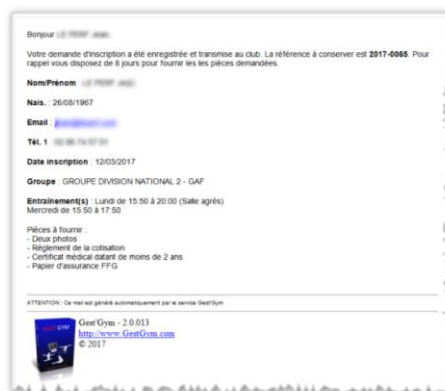 Bonjour
Votre demande d'inscription a été enregistrée et transmise au club. La référence à conserver est 2017-0065. Pour
rappel vous disposez de 8 jours pour fournir les les pièces demandées.
Nom/Prénom :
Nais. : 26/08/1967
Email :
Tél. 1 :
Date inscription : 12/03/2017
Groupe : GROUPE DIVISION NATIONAL 2 - GAF
Entraînement(s) : Lundi de 15:50 à 20:00 (Salle agrès)
Mercredi de 15:50 à 17:50
Pièces à fournir :
- Deux photos
- Règlement de la cotisation
- Certificat médical datant de moins de 2 ans
- Papier d'assurance FFG
ATTENTION : Ce mail est généré automatiquement par le service Gest'Gym
Gest'Gym - 2.0.013
http://www.GestGym.com
© 2017